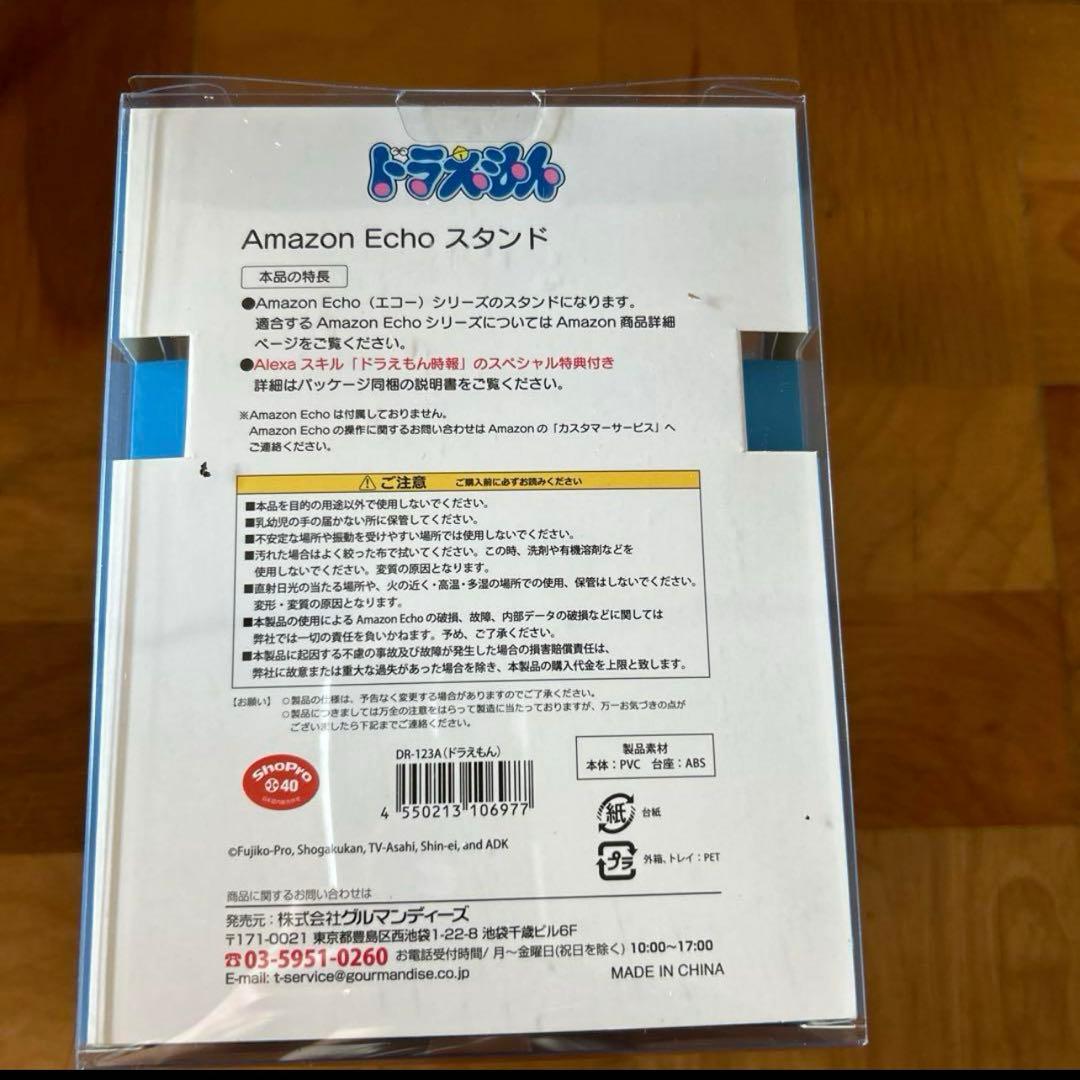 ドラえもん
Amazon Echo スタンド
本品の特長
●Amazon Echo（エコー）シリーズのスタンドになります。
適合する Amazon Echo シリーズについては Amazon 商品詳細
ページをご覧ください。
●Alexa スキル「ドラえもん時報」のスペシャル特典付き
詳細はパッケージ同梱の説明書をご覧ください。
※Amazon Echo は付属しておりません。
Amazon Echo の操作に関するお問い合わせは Amazon の「カスタマーサービス」へ
ご連絡ください。
ご注意 ご購入前に必ずお読みください
■本品を目的の用途以外で使用しないでください。
■乳幼児の手の届かない所に保管してください。
■不安定な場所や振動を受けやすい場所では使用しないでください。
■汚れた場合はよく絞った布で拭いてください。この時、洗剤や有機溶剤などを
使用しないでください。変質の原因となります。
■直射日光の当たる場所や、火の近く・高温・多湿の場所での使用、保管はしないでください。
変形・変質の原因となります。
■本製品の使用による Amazon Echo の破損、故障、内部データの破損などに関しては
弊社では一切の責任を負いかねます。予め、ご了承ください。
■本製品に起因する不慮の事故及び故障が発生した場合の損害賠償責任は、
弊社に故意または重大な過失があった場合を除き、本製品の購入代金を上限と致します。
【お願い】 ○製品の仕様は、予告なく変更する場合がありますのでご了承ください。
○製品につきましては万全の注意をはらって製造に当たっておりますが、万一お気づきの点が
ございましたら下記までご連絡ください。
ShoPro
40
DR-123A（ドラえもん）
4 550213 106977
製品素材
本体：PVC 台座：ABS
紙 台紙
プラ 外箱、トレイ：PET
©Fujiko-Pro, Shogakukan, TV-Asahi, Shin-ei, and ADK
商品に関するお問い合わせは
発売元：株式会社グルマンディーズ
〒171-0021 東京都豊島区西池袋1-22-8 池袋千歳ビル6F
☎03-5951-0260 お電話受付時間/ 月〜金曜日(祝日を除く) 10:00〜17:00
E-mail: t-service@gourmandise.co.jp
MADE IN CHINA